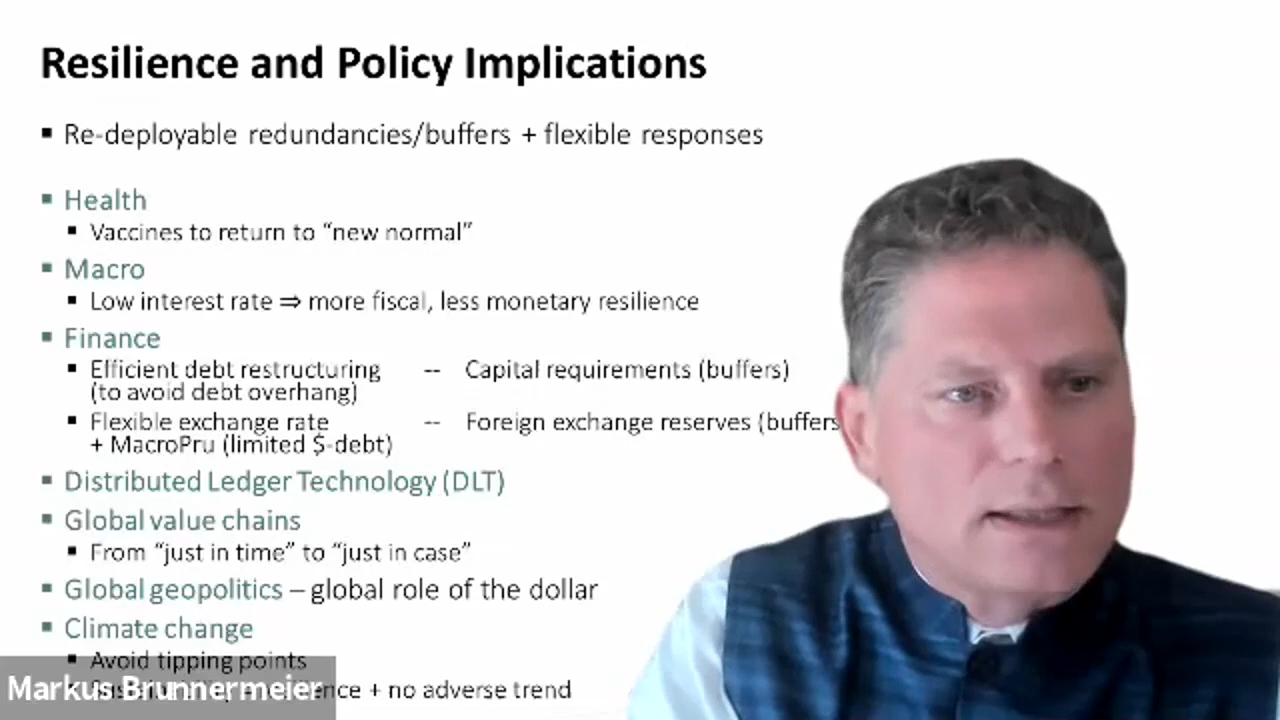 Resilience and Policy Implications
▪ Re-deployable redundancies/buffers + flexible responses
▪ Health
▪ Vaccines to return to “new normal”
▪ Macro
▪ Low interest rate ⇒ more fiscal, less monetary resilience
▪ Finance
▪ Efficient debt restructuring -- Capital requirements (buffers)
(to avoid debt overhang)
▪ Flexible exchange rate -- Foreign exchange reserves (buffers
+ MacroPru (limited $-debt)
▪ Distributed Ledger Technology (DLT)
▪ Global value chains
▪ From “just in time” to “just in case”
▪ Global geopolitics – global role of the dollar
▪ Climate change
▪ Avoid tipping points
+ no adverse trend
Markus Brunnermeier